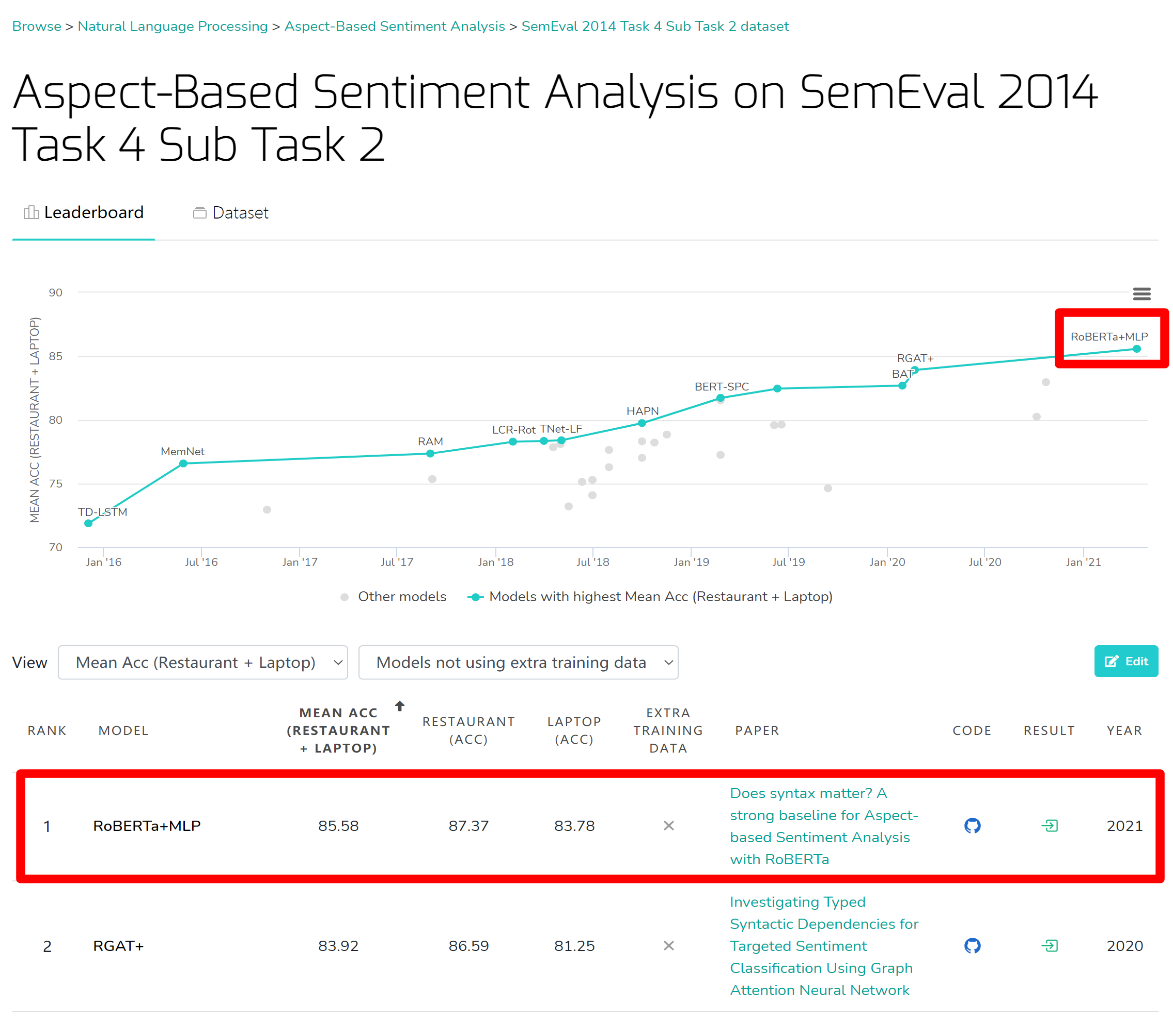 Browse > Natural Language Processing > Aspect-Based Sentiment Analysis > SemEval 2014 Task 4 Sub Task 2 dataset
Aspect-Based Sentiment Analysis on SemEval 2014
Task 4 Sub Task 2
Leaderboard
Dataset
MEAN ACC (RESTAURANT + LAPTOP)
90
85
80
75
70
TD-LSTM
MemNet
RAM
LCR-Rot
TNet-LF
HAPN
BERT-SPC
BAT
RGAT+
RoBERTa+MLP
Jan '16
Jul '16
Jan '17
Jul '17
Jan '18
Jul '18
Jan '19
Jul '19
Jan '20
Jul '20
Jan '21
Other models
Models with highest Mean Acc (Restaurant + Laptop)
View
Mean Acc (Restaurant + Laptop)
Models not using extra training data
Edit
RANK
MODEL
MEAN ACC
(RESTAURANT
+ LAPTOP)
RESTAURANT
(ACC)
LAPTOP
(ACC)
EXTRA
TRAINING
DATA
PAPER
CODE
RESULT
YEAR
1
RoBERTa+MLP
85.58
87.37
83.78
Does syntax matter? A
strong baseline for Aspect-
based Sentiment Analysis
with RoBERTa
2021
2
RGAT+
83.92
86.59
81.25
Investigating Typed
Syntactic Dependencies for
Targeted Sentiment
Classification Using Graph
Attention Neural Network
2020